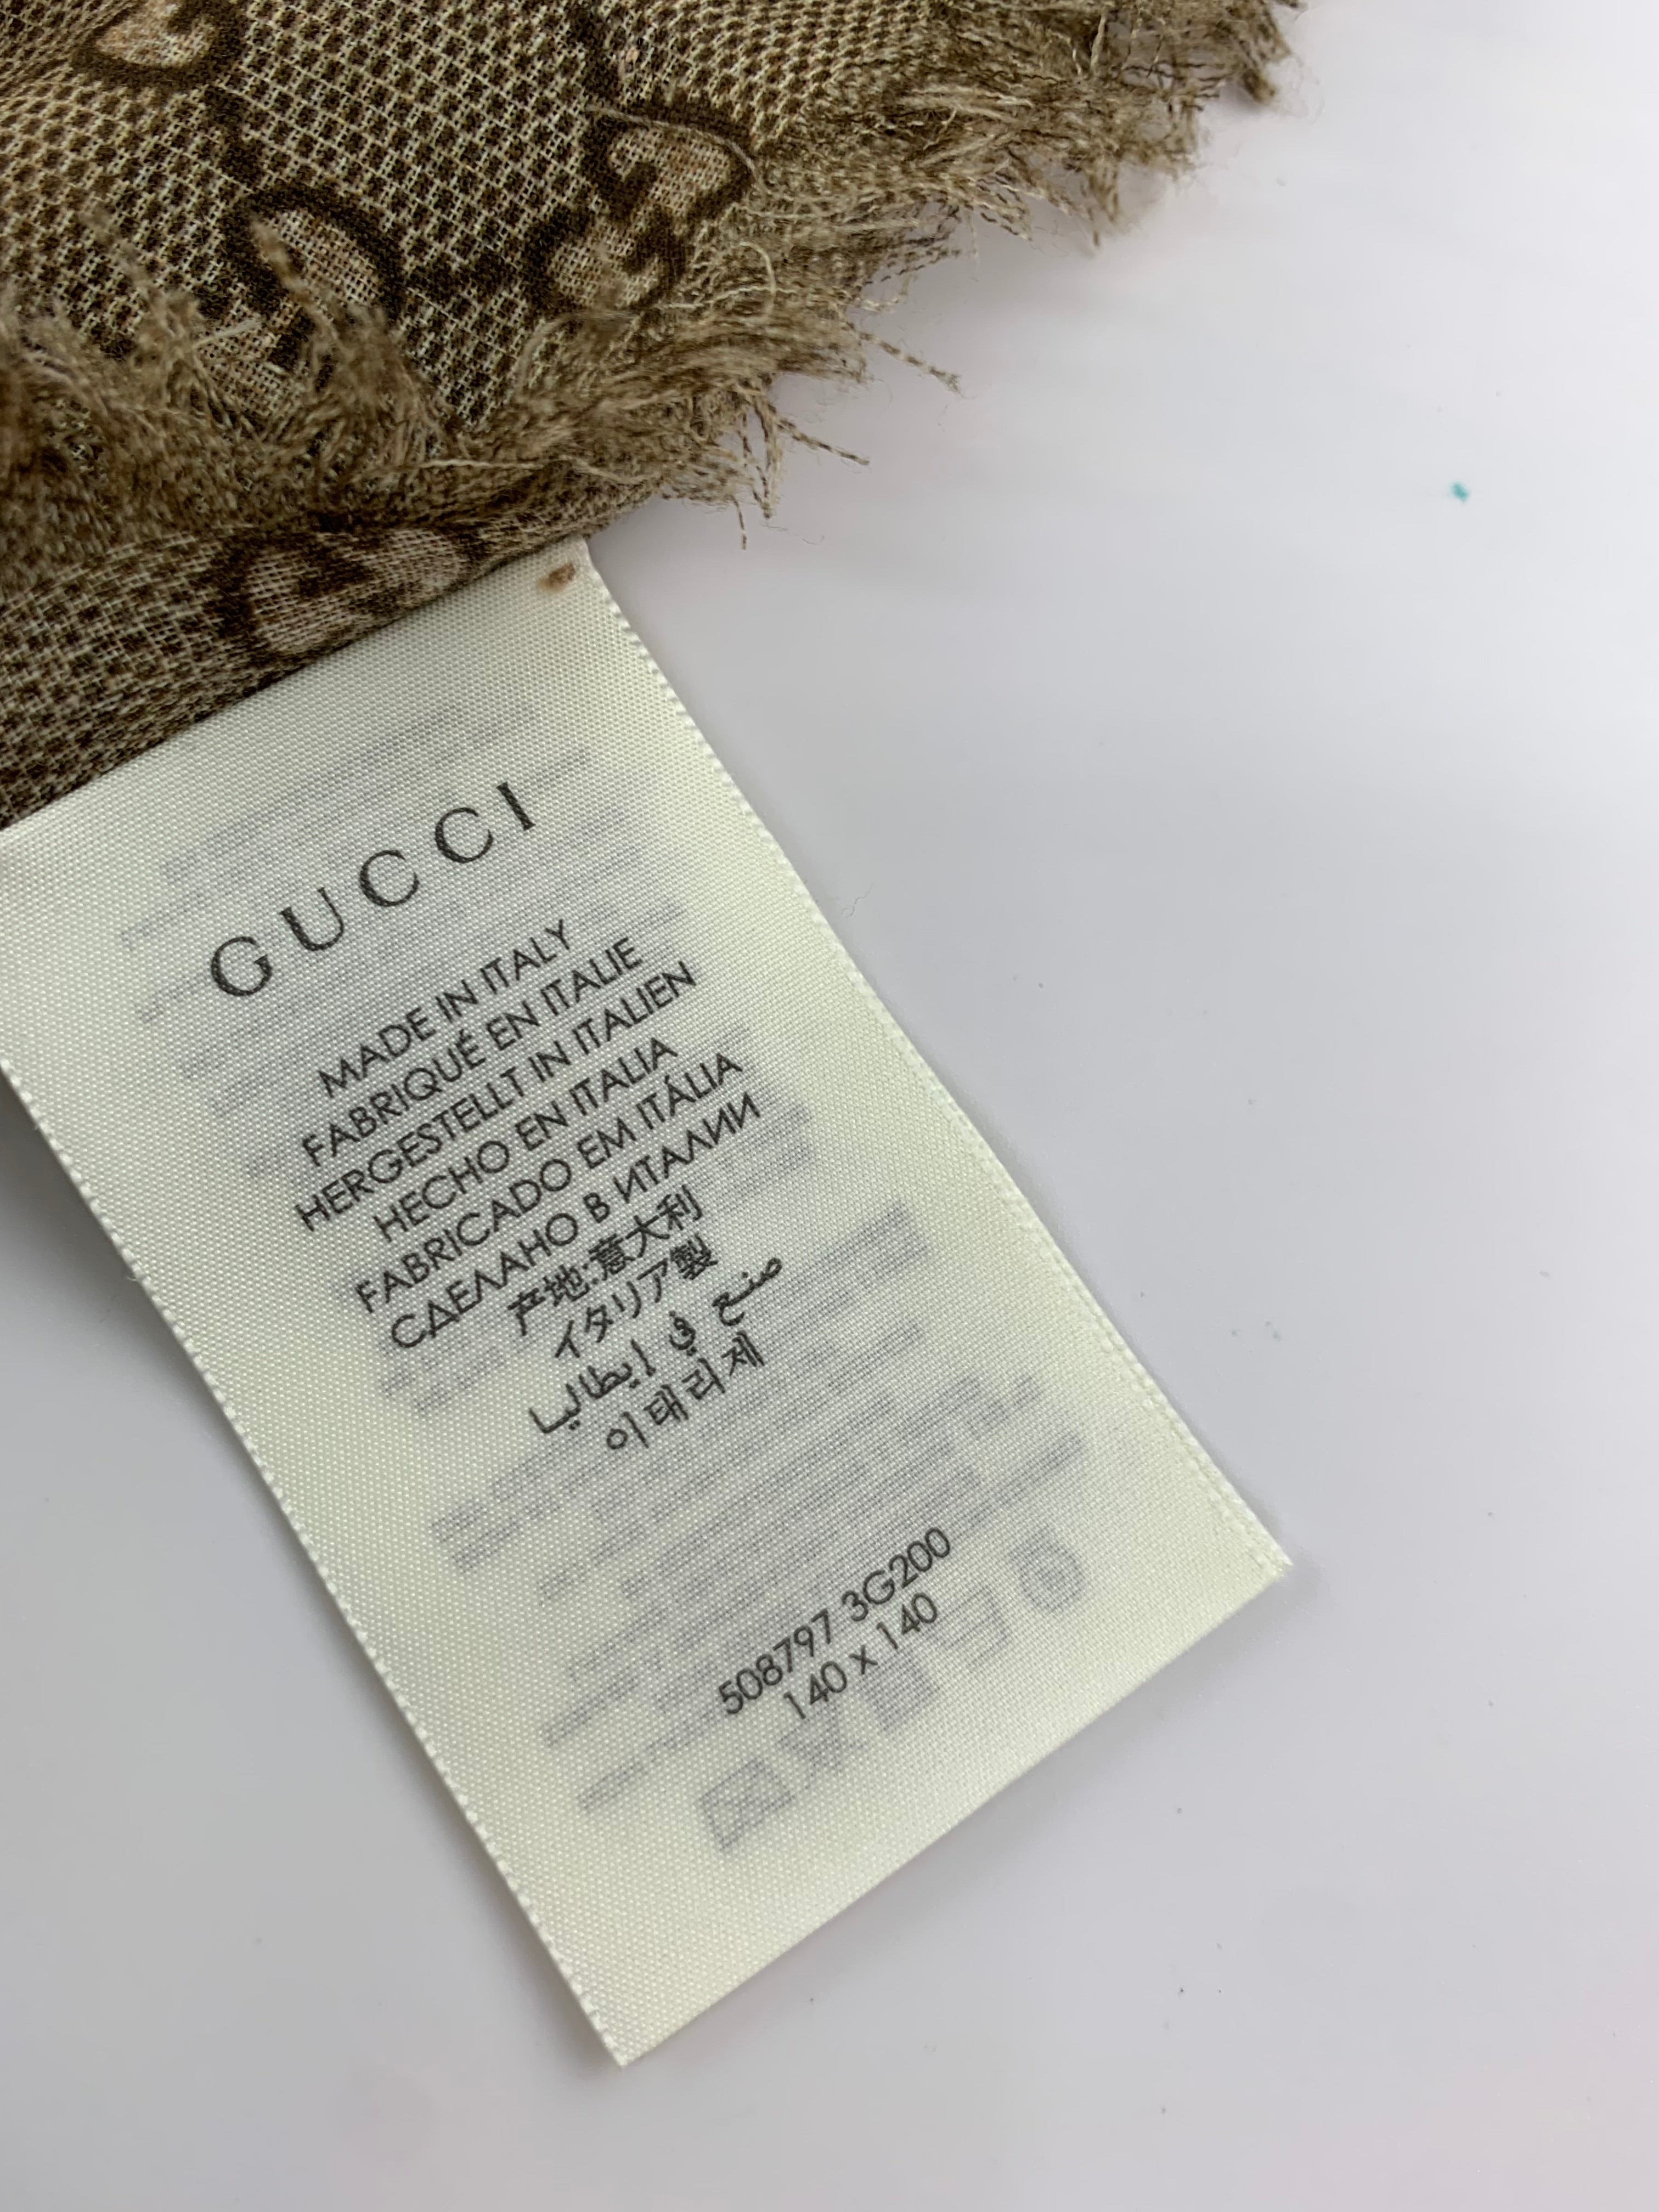 GUCCI
MADE IN ITALY
FABRIQUÉ EN ITALIE
HERGESTELLT IN ITALIEN
HECHO EN ITALIA
FABRICADO EM ITÁLIA
СДЕЛАНО В ИТАЛИИ
产地:意大利
イタリア製
صنع في إيطاليا
이태리제
508797 3G200
140 x 140